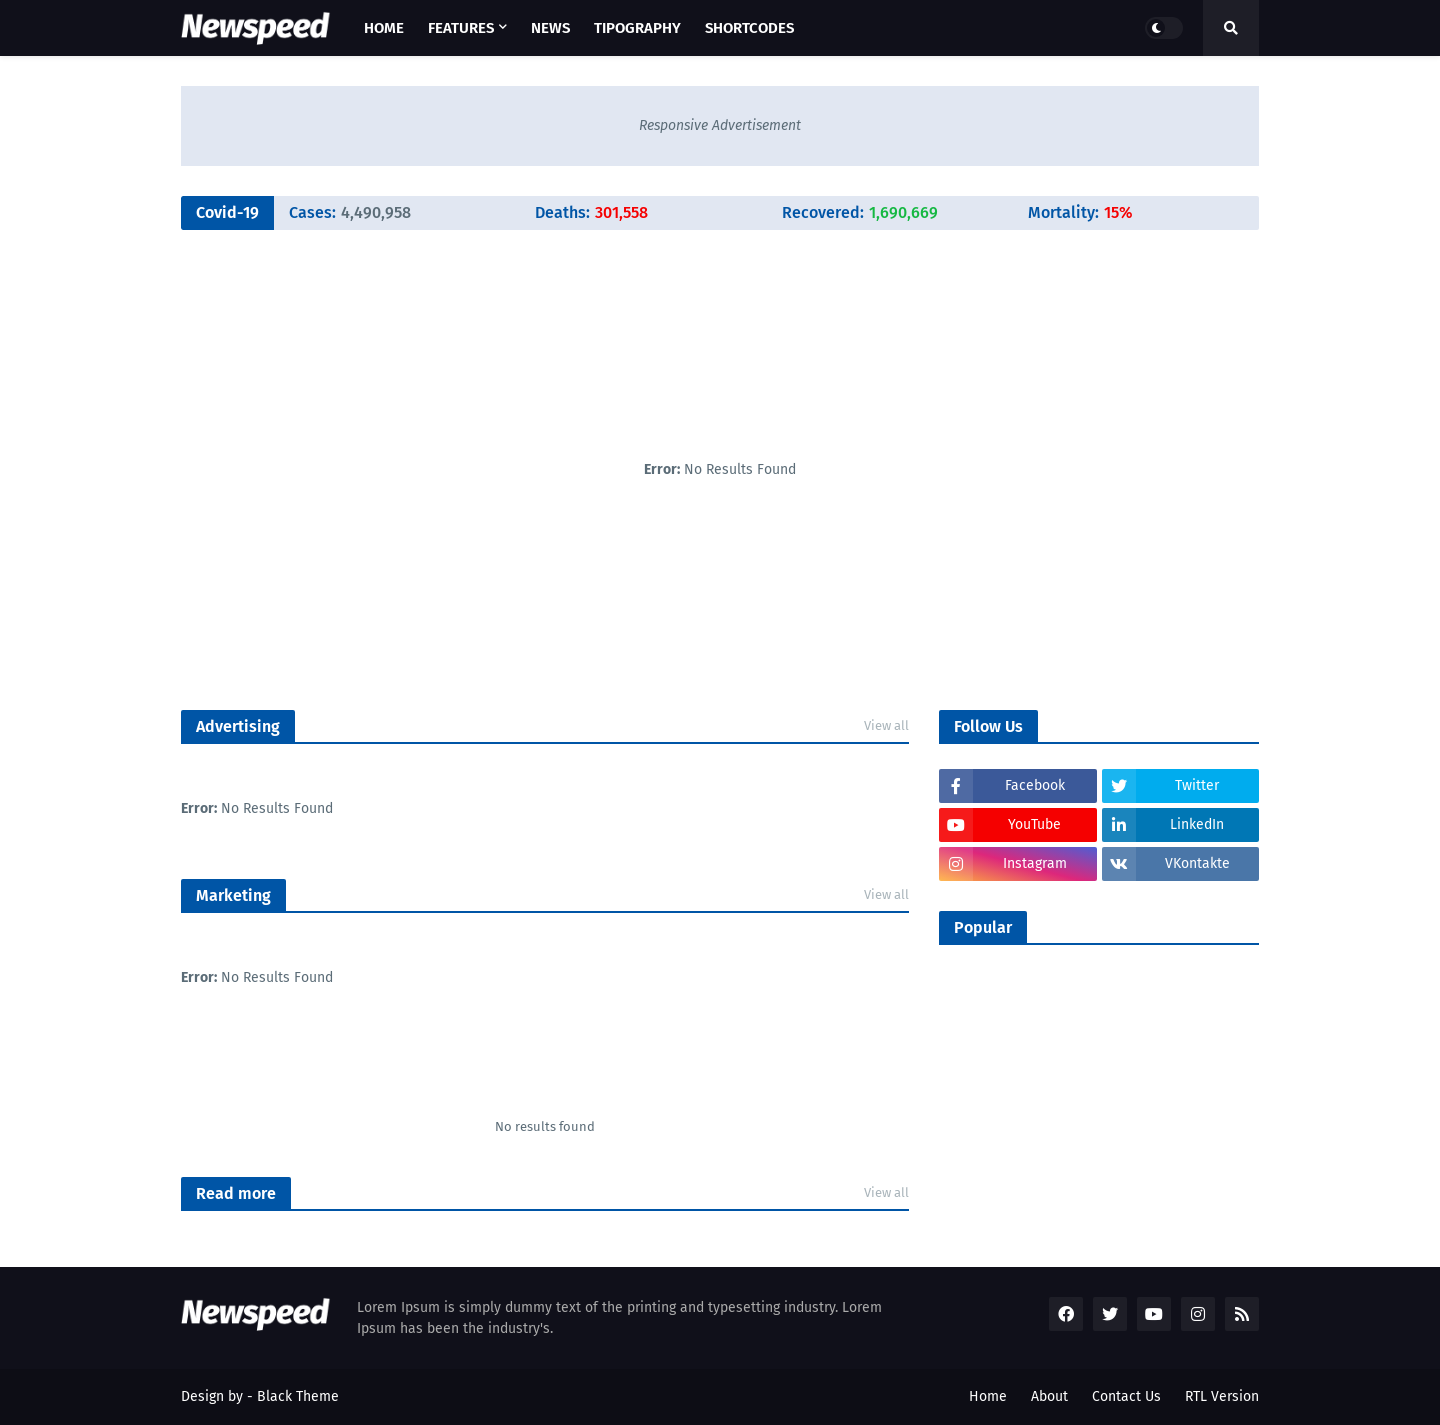 Newspeed HOME FEATURES NEWS TIPOGRAPHY SHORTCODES
Responsive Advertisement
Covid-19 Cases: 4,490,958 Deaths: 301,558 Recovered: 1,690,669 Mortality: 15%
Error: No Results Found
Advertising View all
Error: No Results Found
Marketing View all
Error: No Results Found
No results found
Read more View all
Follow Us
Facebook Twitter
YouTube LinkedIn
Instagram VKontakte
Popular
Newspeed
Lorem Ipsum is simply dummy text of the printing and typesetting industry. Lorem
Ipsum has been the industry's.
Design by - Black Theme Home About Contact Us RTL Version